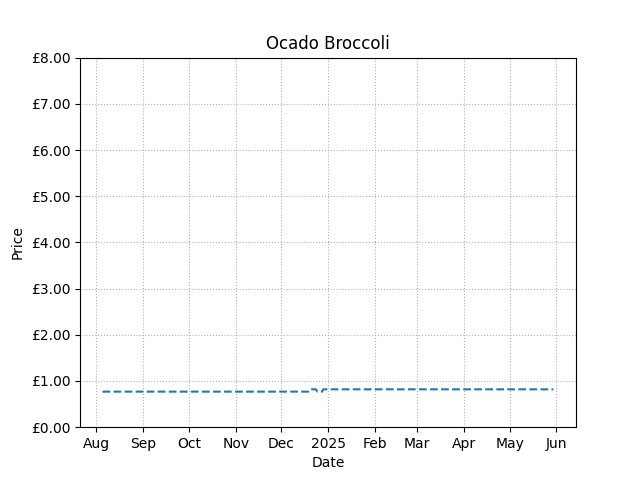 Ocado Broccoli
£8.00
£7.00
£6.00
£5.00
£4.00
£3.00
£2.00
£1.00
£0.00
Price
Aug Sep Oct Nov Dec 2025 Feb Mar Apr May Jun
Date